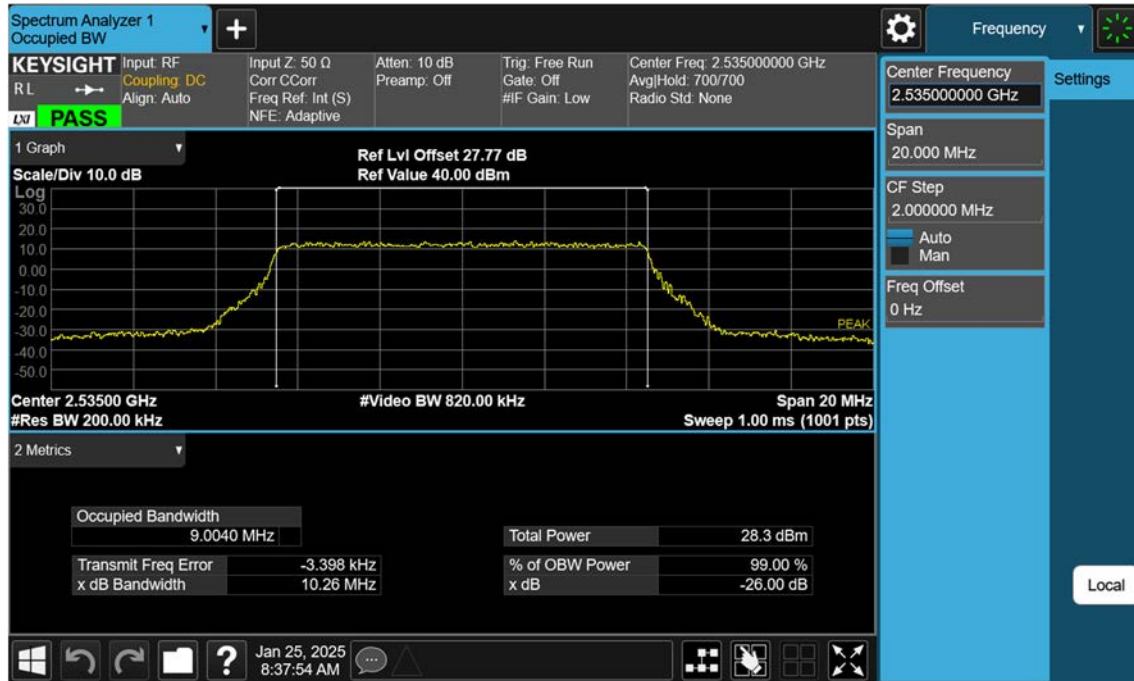 Spectrum Analyzer 1
Occupied BW
Frequency
KEYSIGHT
RL
LXI
PASS
Input: RF
Coupling: DC
Align: Auto
Input Z: 50 Ω
Corr CCorr
Freq Ref: Int (S)
NFE: Adaptive
Atten: 10 dB
Preamp: Off
Trig: Free Run
Gate: Off
#IF Gain: Low
Center Freq: 2.535000000 GHz
Avg|Hold: 700/700
Radio Std: None
Center Frequency
2.535000000 GHz
Settings
Span
20.000 MHz
CF Step
2.000000 MHz
Auto
Man
Freq Offset
0 Hz
Local
1 Graph
Scale/Div 10.0 dB
Ref Lvl Offset 27.77 dB
Ref Value 40.00 dBm
Log
30.0
20.0
10.0
0.00
-10.0
-20.0
-30.0
-40.0
-50.0
PEAK
Center 2.53500 GHz
#Video BW 820.00 kHz
Span 20 MHz
#Res BW 200.00 kHz
Sweep 1.00 ms (1001 pts)
2 Metrics
Occupied Bandwidth
9.0040 MHz
Total Power 28.3 dBm
Transmit Freq Error -3.398 kHz
% of OBW Power 99.00 %
x dB Bandwidth 10.26 MHz
x dB -26.00 dB
?
Jan 25, 2025
8:37:54 AM